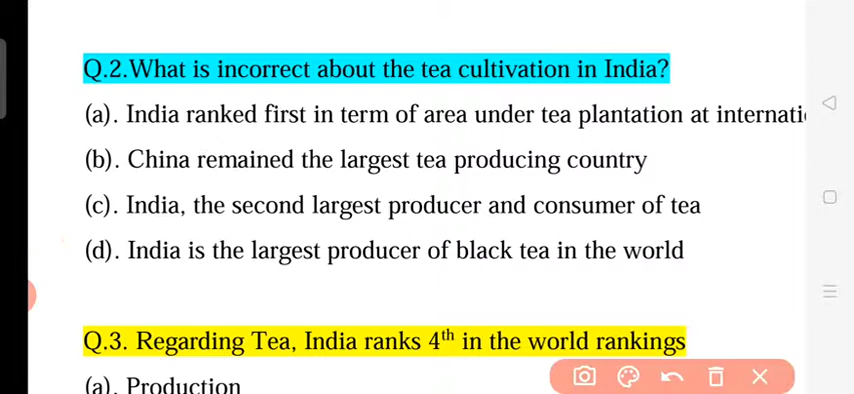 Q.2.What is incorrect about the tea cultivation in India?
(a). India ranked first in term of area under tea plantation at
(b). China remained the largest tea producing country
(c). India, the second largest producer and consumer of tea
(d). India is the largest producer of black tea in the world
Q.3. Regarding Tea, India ranks 4th in the world rankings
(a). Production